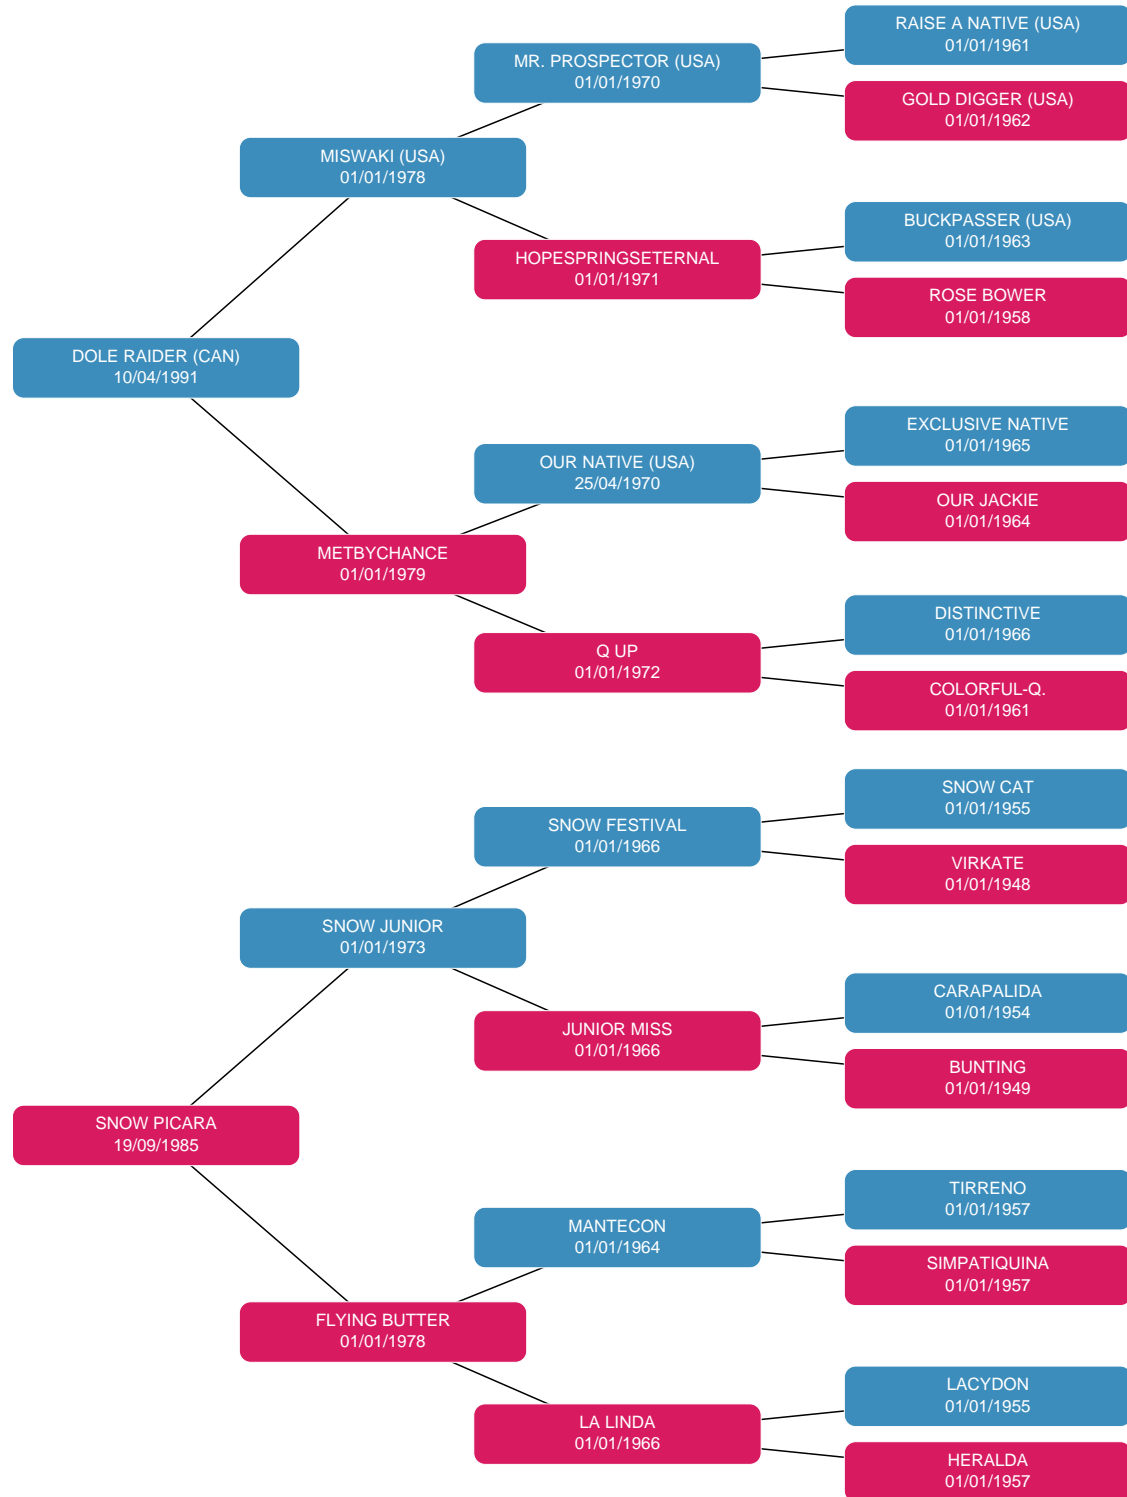 RAISE A NATIVE (USA)
01/01/1961
MR. PROSPECTOR (USA)
01/01/1970
GOLD DIGGER (USA)
01/01/1962
MISWAKI (USA)
01/01/1978
BUCKPASSER (USA)
01/01/1963
HOPESPRINGSETERNAL
01/01/1971
ROSE BOWER
01/01/1958
DOLE RAIDER (CAN)
10/04/1991
EXCLUSIVE NATIVE
01/01/1965
OUR NATIVE (USA)
25/04/1970
OUR JACKIE
01/01/1964
METBYCHANCE
01/01/1979
DISTINCTIVE
01/01/1966
Q UP
01/01/1972
COLORFUL-Q.
01/01/1961
SNOW CAT
01/01/1955
SNOW FESTIVAL
01/01/1966
VIRKATE
01/01/1948
SNOW JUNIOR
01/01/1973
CARAPALIDA
01/01/1954
JUNIOR MISS
01/01/1966
BUNTING
01/01/1949
SNOW PICARA
19/09/1985
TIRRENO
01/01/1957
MANTECON
01/01/1964
SIMPATIQUINA
01/01/1957
FLYING BUTTER
01/01/1978
LACYDON
01/01/1955
LA LINDA
01/01/1966
HERALDA
01/01/1957